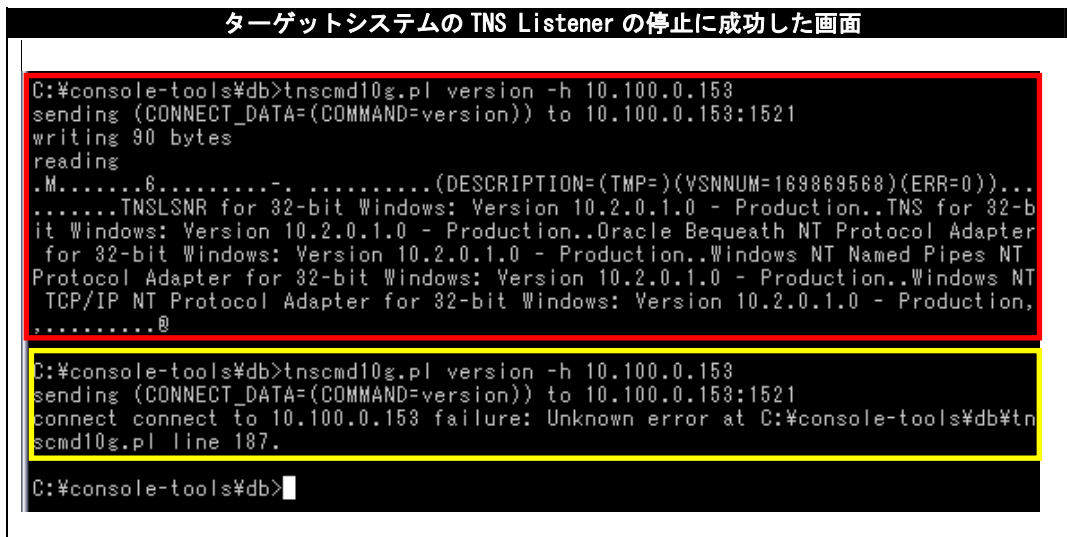 ターゲットシステムの TNS Listener の停止に成功した画面
C:¥console-tools¥db>tnscmd10g.pl version -h 10.100.0.153
sending (CONNECT_DATA=(COMMAND=version)) to 10.100.0.153:1521
writing 90 bytes
reading
.M.......6.........-. ..........(DESCRIPTION=(TMP=)(VSNNUM=169869568)(ERR=0))...
.......TNSLSNR for 32-bit Windows: Version 10.2.0.1.0 - Production..TNS for 32-b
it Windows: Version 10.2.0.1.0 - Production..Oracle Bequeath NT Protocol Adapter
for 32-bit Windows: Version 10.2.0.1.0 - Production..Windows NT Named Pipes NT
Protocol Adapter for 32-bit Windows: Version 10.2.0.1.0 - Production..Windows NT
TCP/IP NT Protocol Adapter for 32-bit Windows: Version 10.2.0.1.0 - Production,
,..........@
C:¥console-tools¥db>tnscmd10g.pl version -h 10.100.0.153
sending (CONNECT_DATA=(COMMAND=version)) to 10.100.0.153:1521
connect connect to 10.100.0.153 failure: Unknown error at C:¥console-tools¥db¥tn
scmd10g.pl line 187.
C:¥console-tools¥db>